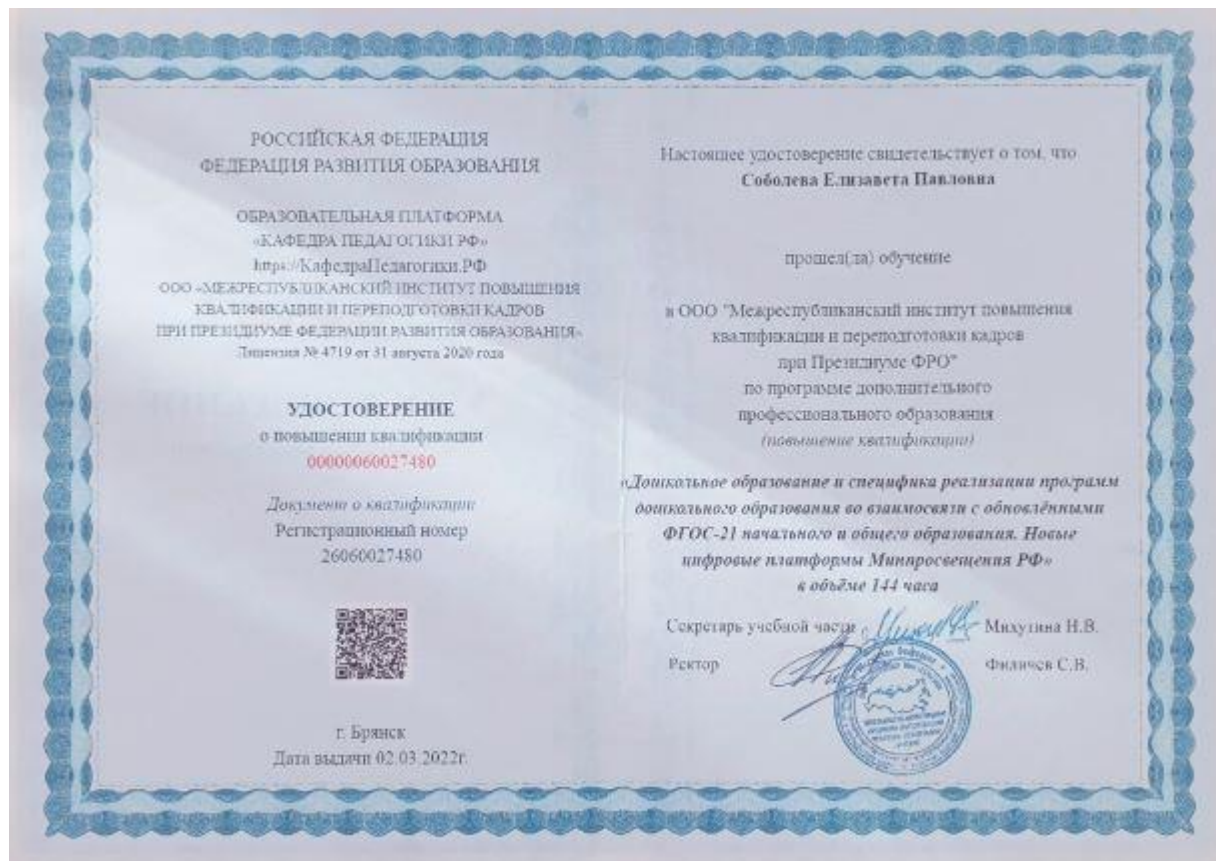 РОССИЙСКАЯ ФЕДЕРАЦИЯ
ФЕДЕРАЦИЯ РАЗВИТИЯ ОБРАЗОВАНИЯ
ОБРАЗОВАТЕЛЬНАЯ ПЛАТФОРМА
«КАФЕДРА ПЕДАГОГИКИ РФ»
https://КафедраПедагогики.РФ
ООО «МЕЖРЕСПУБЛИКАНСКИЙ ИНСТИТУТ ПОВЫШЕНИЯ
КВАЛИФИКАЦИИ И ПЕРЕПОДГОТОВКИ КАДРОВ
ПРИ ПРЕЗИДИУМЕ ФЕДЕРАЦИИ РАЗВИТИЯ ОБРАЗОВАНИЯ»
Лицензия № 4719 от 31 августа 2020 года
УДОСТОВЕРЕНИЕ
о повышении квалификации
00000060027480
Документ о квалификации
Регистрационный номер
26060027480
г. Брянск
Дата выдачи 02.03.2022г.
Настоящее удостоверение свидетельствует о том, что
Соболева Елизавета Павловна
прошел(ла) обучение
в ООО "Межреспубликанский институт повышения
квалификации и переподготовки кадров
при Президиуме ФРО"
по программе дополнительного
профессионального образования
(повышение квалификации)
«Дошкольное образование и специфика реализации программ
дошкольного образования во взаимосвязи с обновлёнными
ФГОС-21 начального и общего образования. Новые
цифровые платформы Минпросвещения РФ»
в объёме 144 часа
Секретарь учебной части Михутина Н.В.
Ректор Филичев С.В.